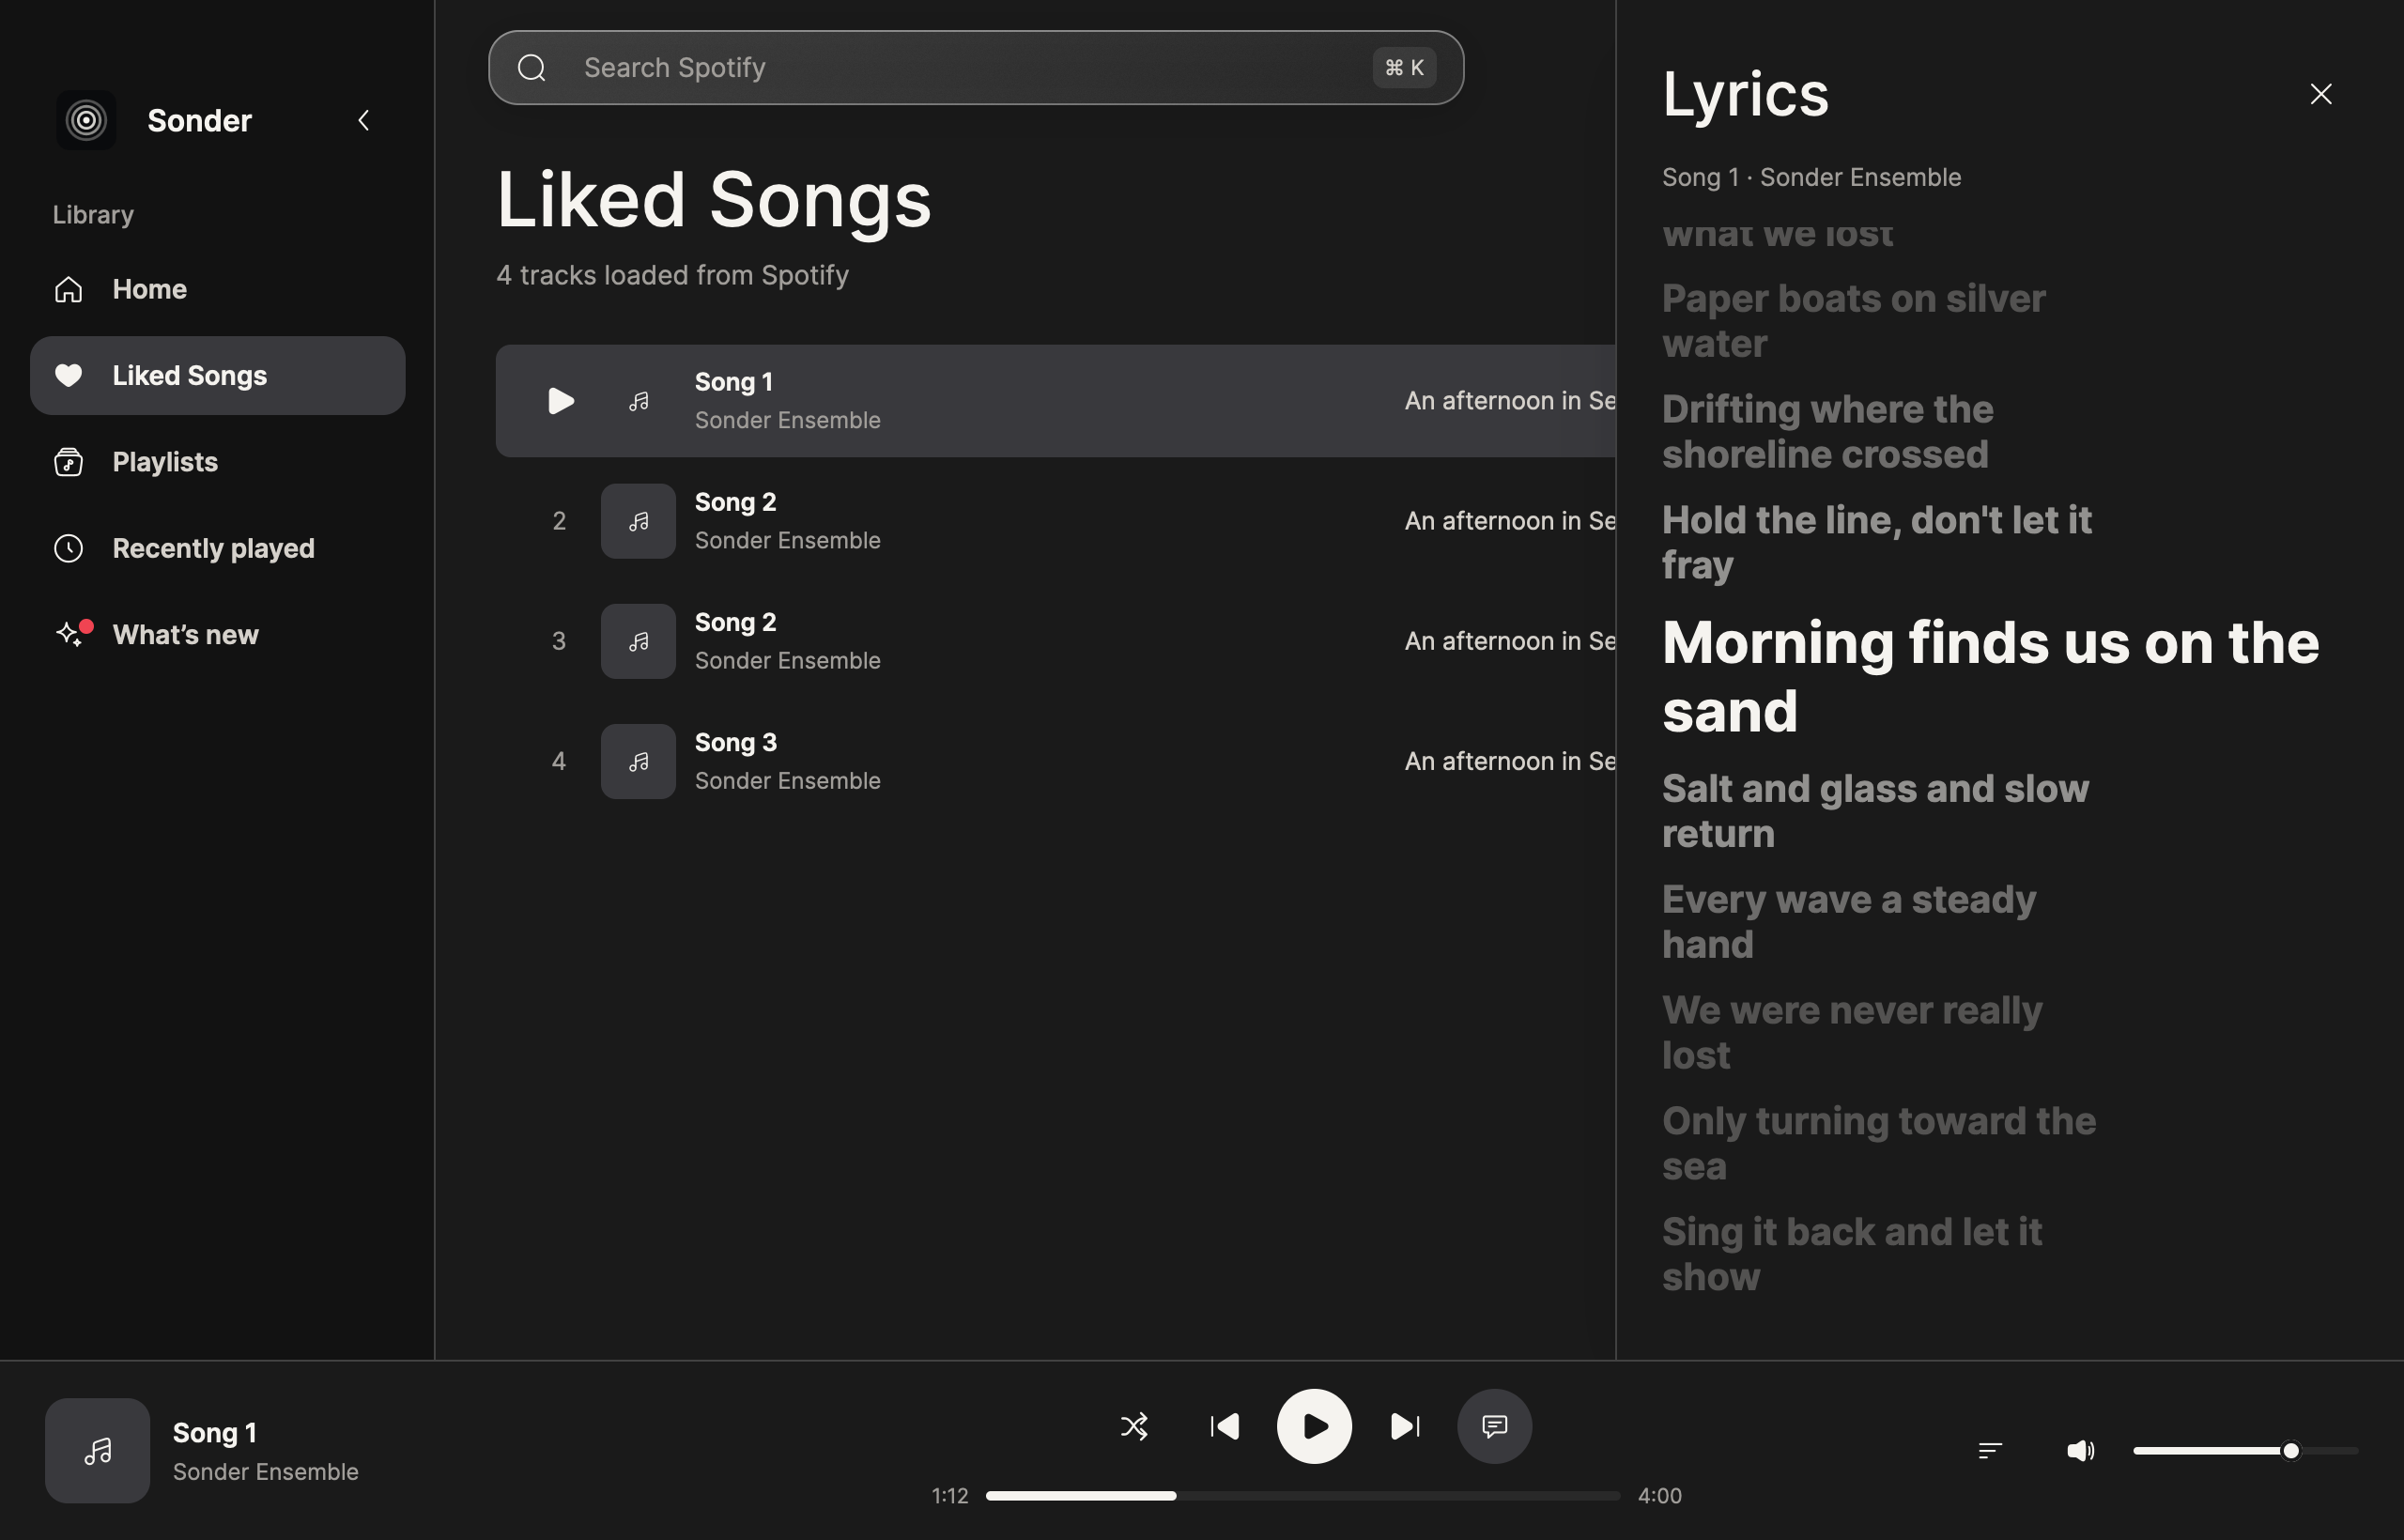 Sonder
Library
Home
Liked Songs
Playlists
Recently played
What’s new
Search Spotify
⌘ K
Liked Songs
4 tracks loaded from Spotify
Song 1
Sonder Ensemble
An afternoon in Se
2
Song 2
Sonder Ensemble
An afternoon in Se
3
Song 2
Sonder Ensemble
An afternoon in Se
4
Song 3
Sonder Ensemble
An afternoon in Se
Lyrics
Song 1 · Sonder Ensemble
what we lost
Paper boats on silver
water
Drifting where the
shoreline crossed
Hold the line, don't let it
fray
Morning finds us on the
sand
Salt and glass and slow
return
Every wave a steady
hand
We were never really
lost
Only turning toward the
sea
Sing it back and let it
show
Song 1
Sonder Ensemble
1:12
4:00